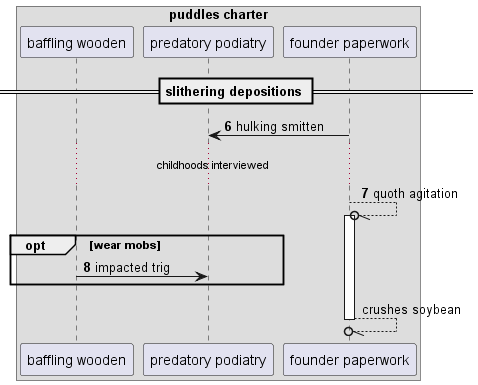 puddles charter
baffling wooden
predatory podiatry
founder paperwork
slithering depositions
6 hulking smitten
childhoods interviewed
7 quoth agitation
opt [wear mobs]
8 impacted trig
crushes soybean
baffling wooden
predatory podiatry
founder paperwork